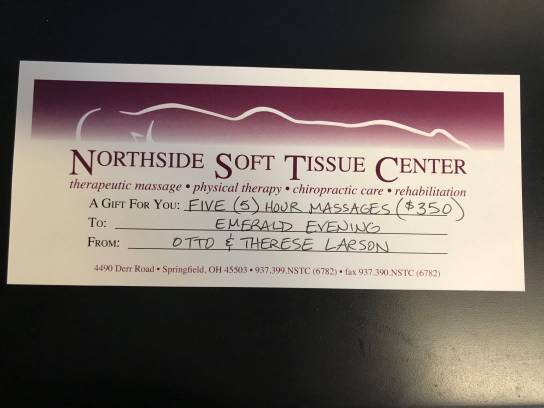 NORTHSIDE SOFT TISSUE CENTER
therapeutic massage • physical therapy • chiropractic care • rehabilitation
A GIFT FOR YOU: FIVE (5) HOUR MASSAGES ($350)
TO: EMERALD EVENING
FROM: OTTO & THERESE LARSON
4490 Derr Road • Springfield, OH 45503 • 937.399.NSTC (6782) • fax 937.390.NSTC (6782)